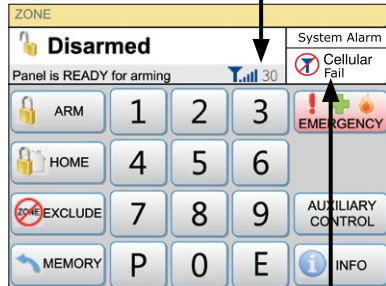 ZONE
Disarmed
System Alarm
Cellular
Fail
Panel is READY for arming
30
ARM
1
2
3
EMERGENCY
HOME
4
5
6
ZONE
EXCLUDE
7
8
9
AUXILIARY
CONTROL
MEMORY
P
0
E
INFO